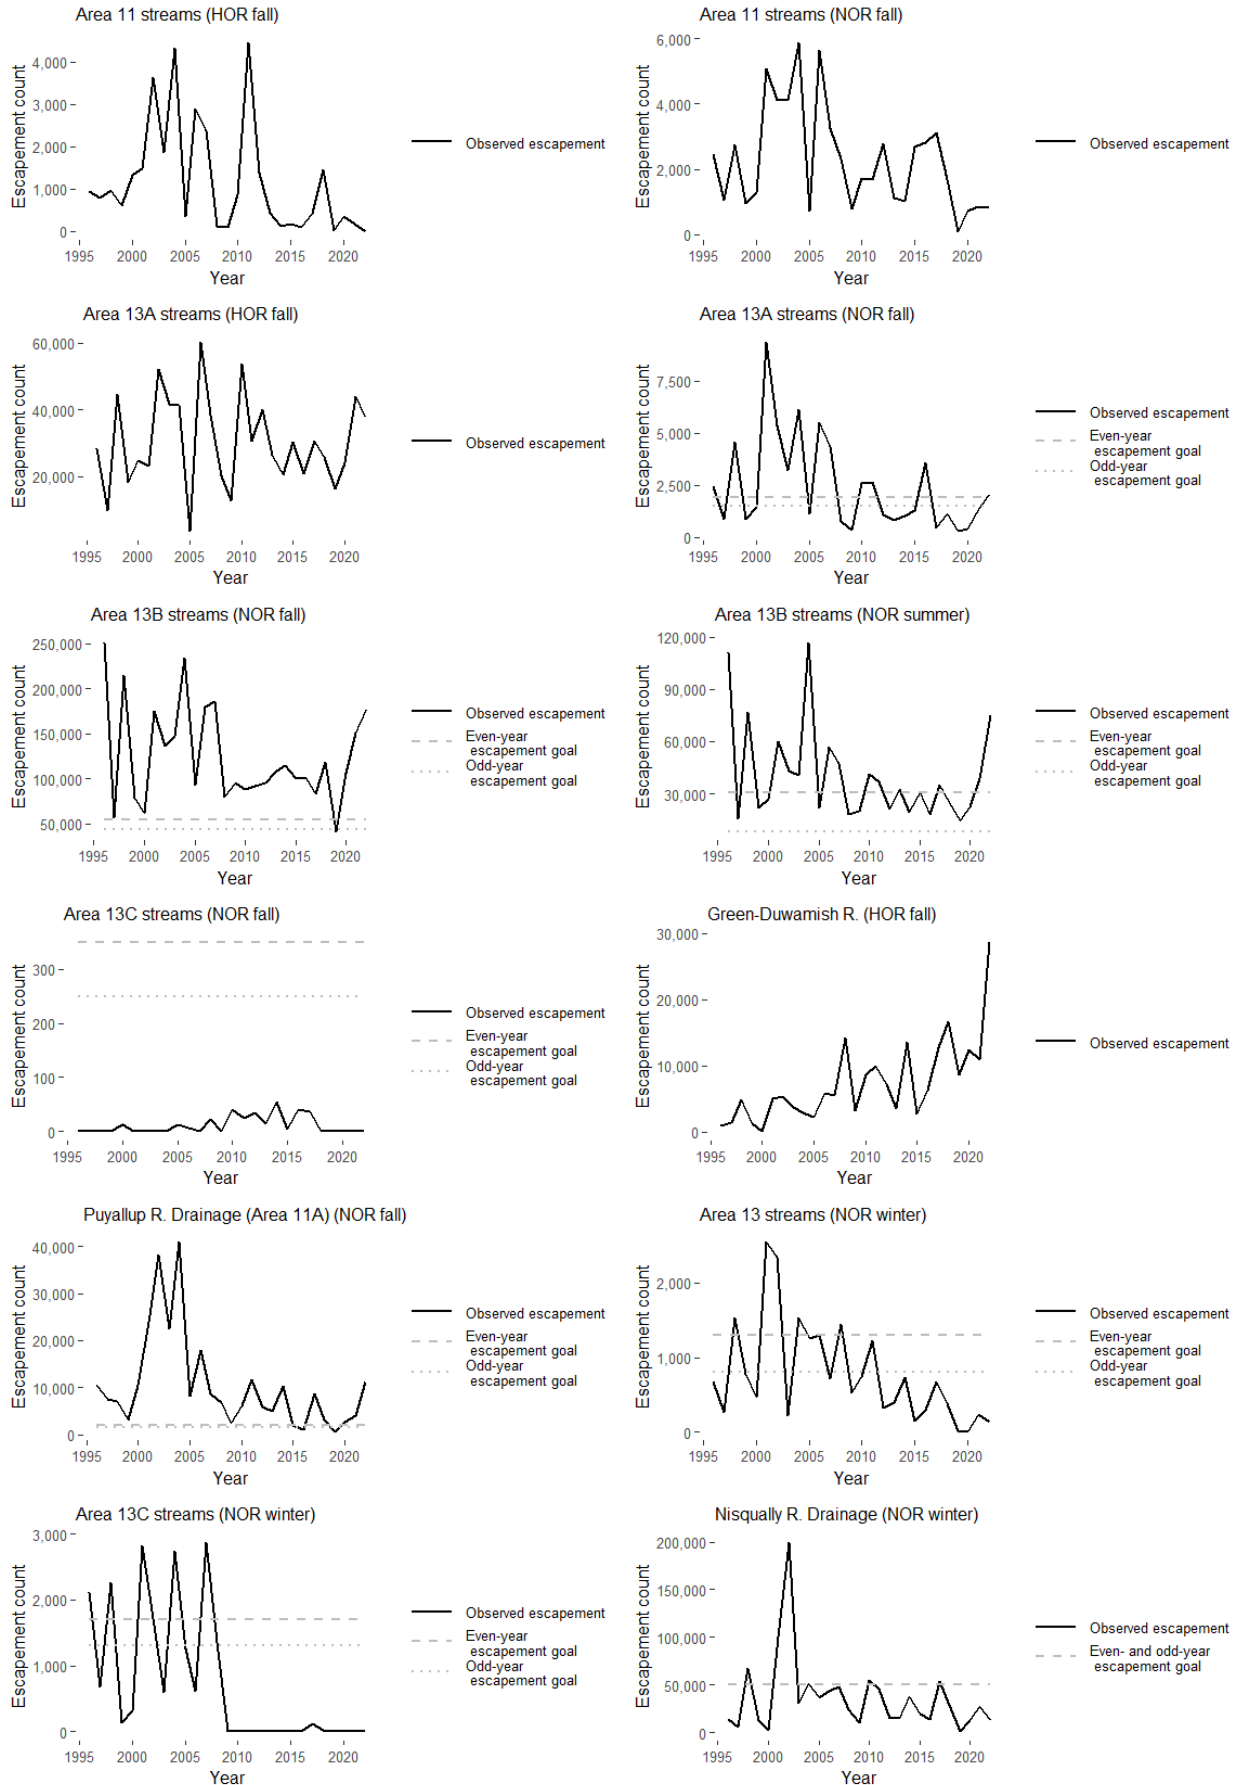 Area 11 streams (HOR fall)
Escapement count
4,000
3,000
2,000
1,000
0
1995 2000 2005 2010 2015 2020
Year
Observed escapement
Area 11 streams (NOR fall)
Escapement count
6,000
4,000
2,000
0
1995 2000 2005 2010 2015 2020
Year
Observed escapement
Area 13A streams (HOR fall)
Escapement count
60,000
40,000
20,000
1995 2000 2005 2010 2015 2020
Year
Observed escapement
Area 13A streams (NOR fall)
Escapement count
7,500
5,000
2,500
0
1995 2000 2005 2010 2015 2020
Year
Observed escapement
Even-year
escapement goal
Odd-year
escapement goal
Area 13B streams (NOR fall)
Escapement count
250,000
200,000
150,000
100,000
50,000
1995 2000 2005 2010 2015 2020
Year
Observed escapement
Even-year
escapement goal
Odd-year
escapement goal
Area 13B streams (NOR summer)
Escapement count
120,000
90,000
60,000
30,000
1995 2000 2005 2010 2015 2020
Year
Observed escapement
Even-year
escapement goal
Odd-year
escapement goal
Area 13C streams (NOR fall)
Escapement count
300
200
100
0
1995 2000 2005 2010 2015 2020
Year
Observed escapement
Even-year
escapement goal
Odd-year
escapement goal
Green-Duwamish R. (HOR fall)
Escapement count
30,000
20,000
10,000
0
1995 2000 2005 2010 2015 2020
Year
Observed escapement
Puyallup R. Drainage (Area 11A) (NOR fall)
Escapement count
40,000
30,000
20,000
10,000
0
1995 2000 2005 2010 2015 2020
Year
Observed escapement
Even-year
escapement goal
Odd-year
escapement goal
Area 13 streams (NOR winter)
Escapement count
2,000
1,000
0
1995 2000 2005 2010 2015 2020
Year
Observed escapement
Even-year
escapement goal
Odd-year
escapement goal
Area 13C streams (NOR winter)
Escapement count
3,000
2,000
1,000
0
1995 2000 2005 2010 2015 2020
Year
Observed escapement
Even-year
escapement goal
Odd-year
escapement goal
Nisqually R. Drainage (NOR winter)
Escapement count
200,000
150,000
100,000
50,000
0
1995 2000 2005 2010 2015 2020
Year
Observed escapement
Even- and odd-year
escapement goal